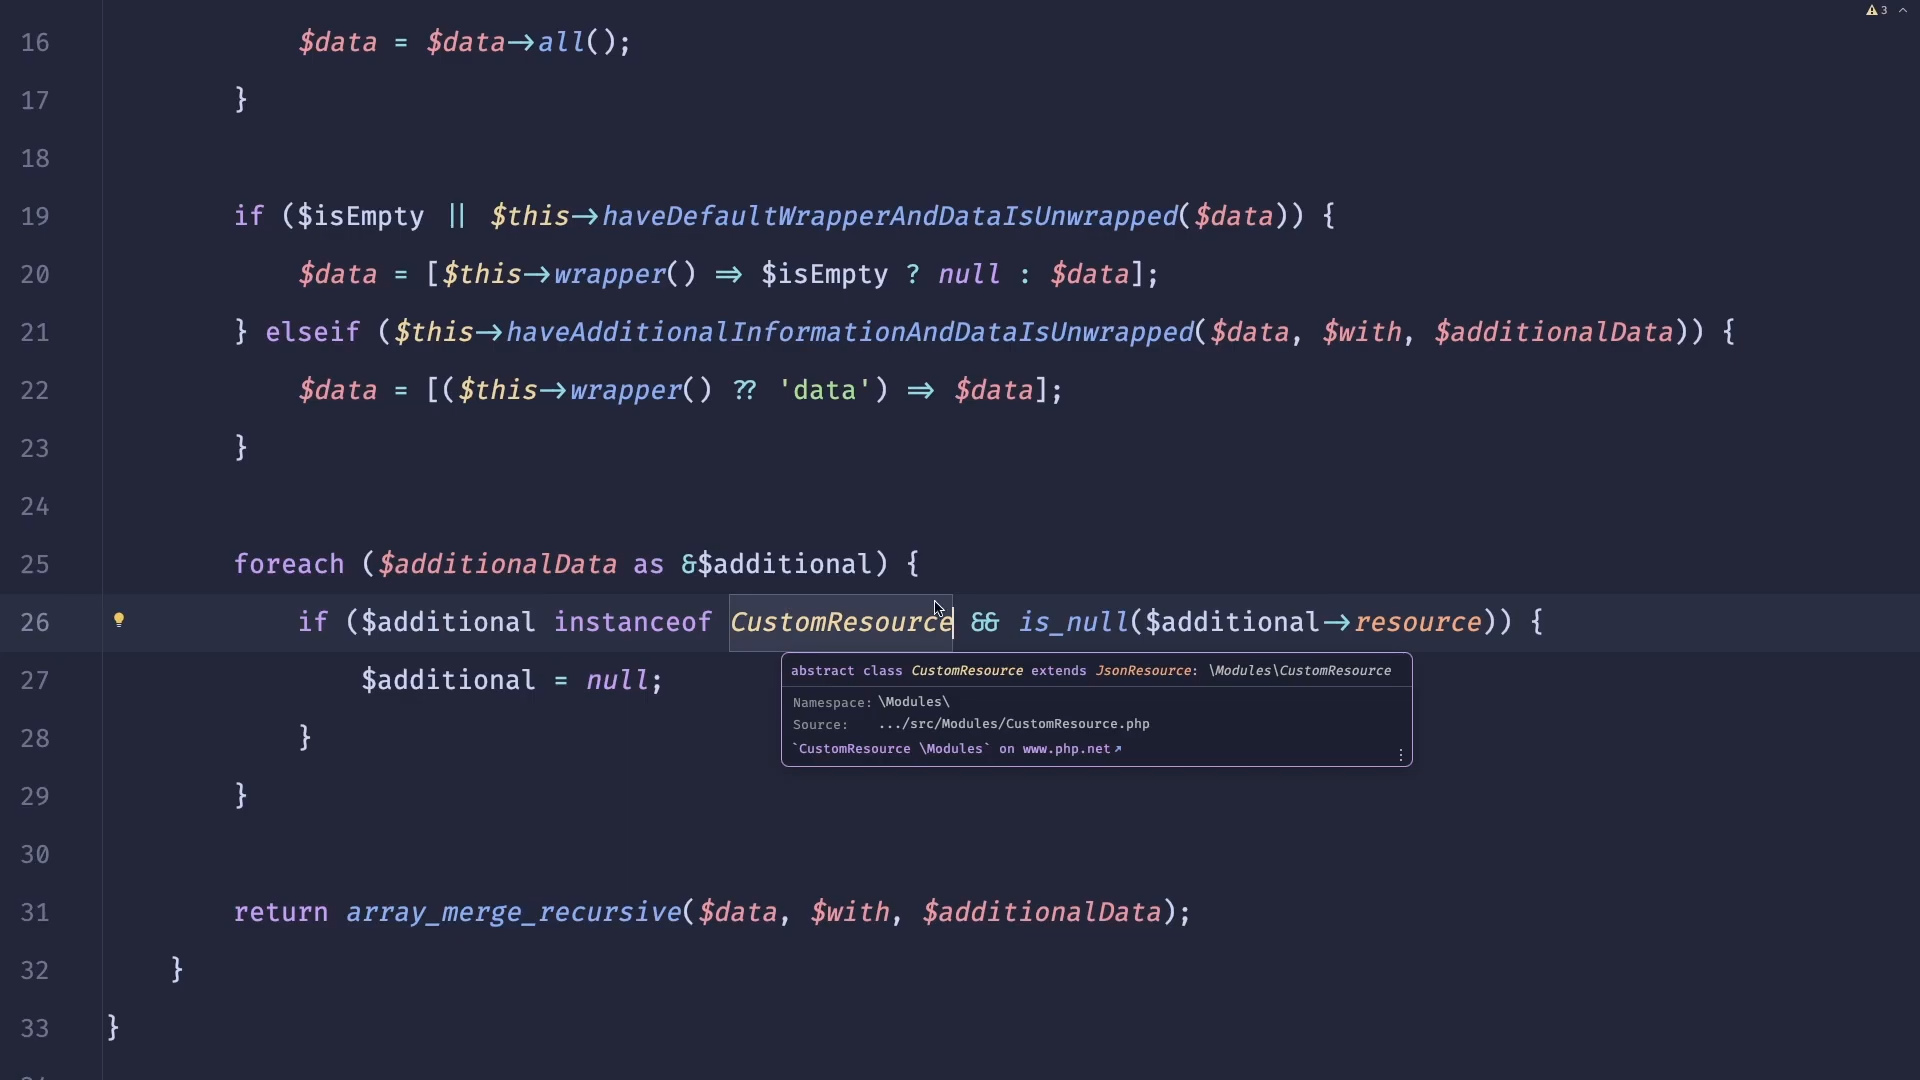 3
16 $data = $data->all();
17 }
18
19 if ($isEmpty || $this->haveDefaultWrapperAndDataIsUnwrapped($data)) {
20 $data = [$this->wrapper() => $isEmpty ? null : $data];
21 } elseif ($this->haveAdditionalInformationAndDataIsUnwrapped($data, $with, $additionalData)) {
22 $data = [($this->wrapper() ?? 'data') => $data];
23 }
24
25 foreach ($additionalData as &$additional) {
26 if ($additional instanceof CustomResource && is_null($additional->resource)) {
27 $additional = null;
abstract class CustomResource extends JsonResource: \Modules\CustomResource
Namespace: \Modules\
Source: .../src/Modules/CustomResource.php
`CustomResource \Modules` on www.php.net↗
28 }
29 }
30
31 return array_merge_recursive($data, $with, $additionalData);
32 }
33 }